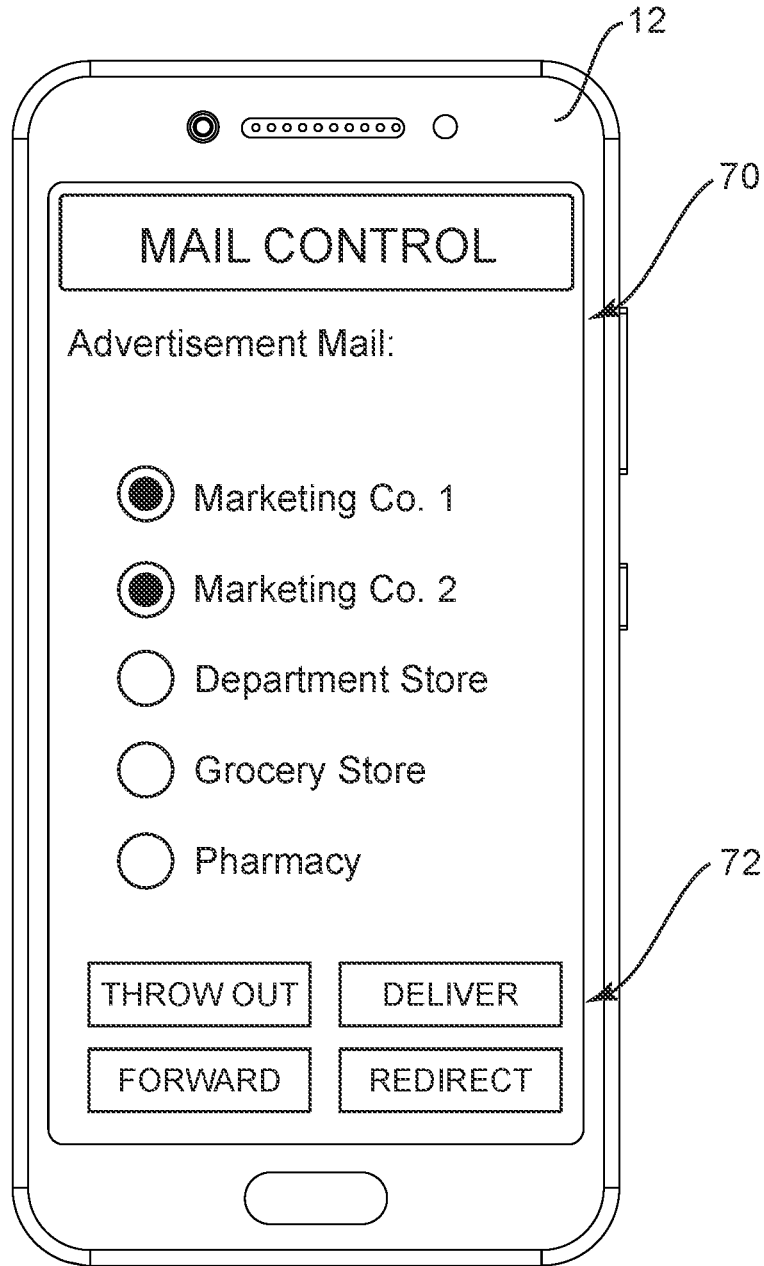 12
70
MAIL CONTROL
Advertisement Mail:
Marketing Co. 1
Marketing Co. 2
Department Store
Grocery Store
Pharmacy
72
THROW OUT DELIVER
FORWARD REDIRECT